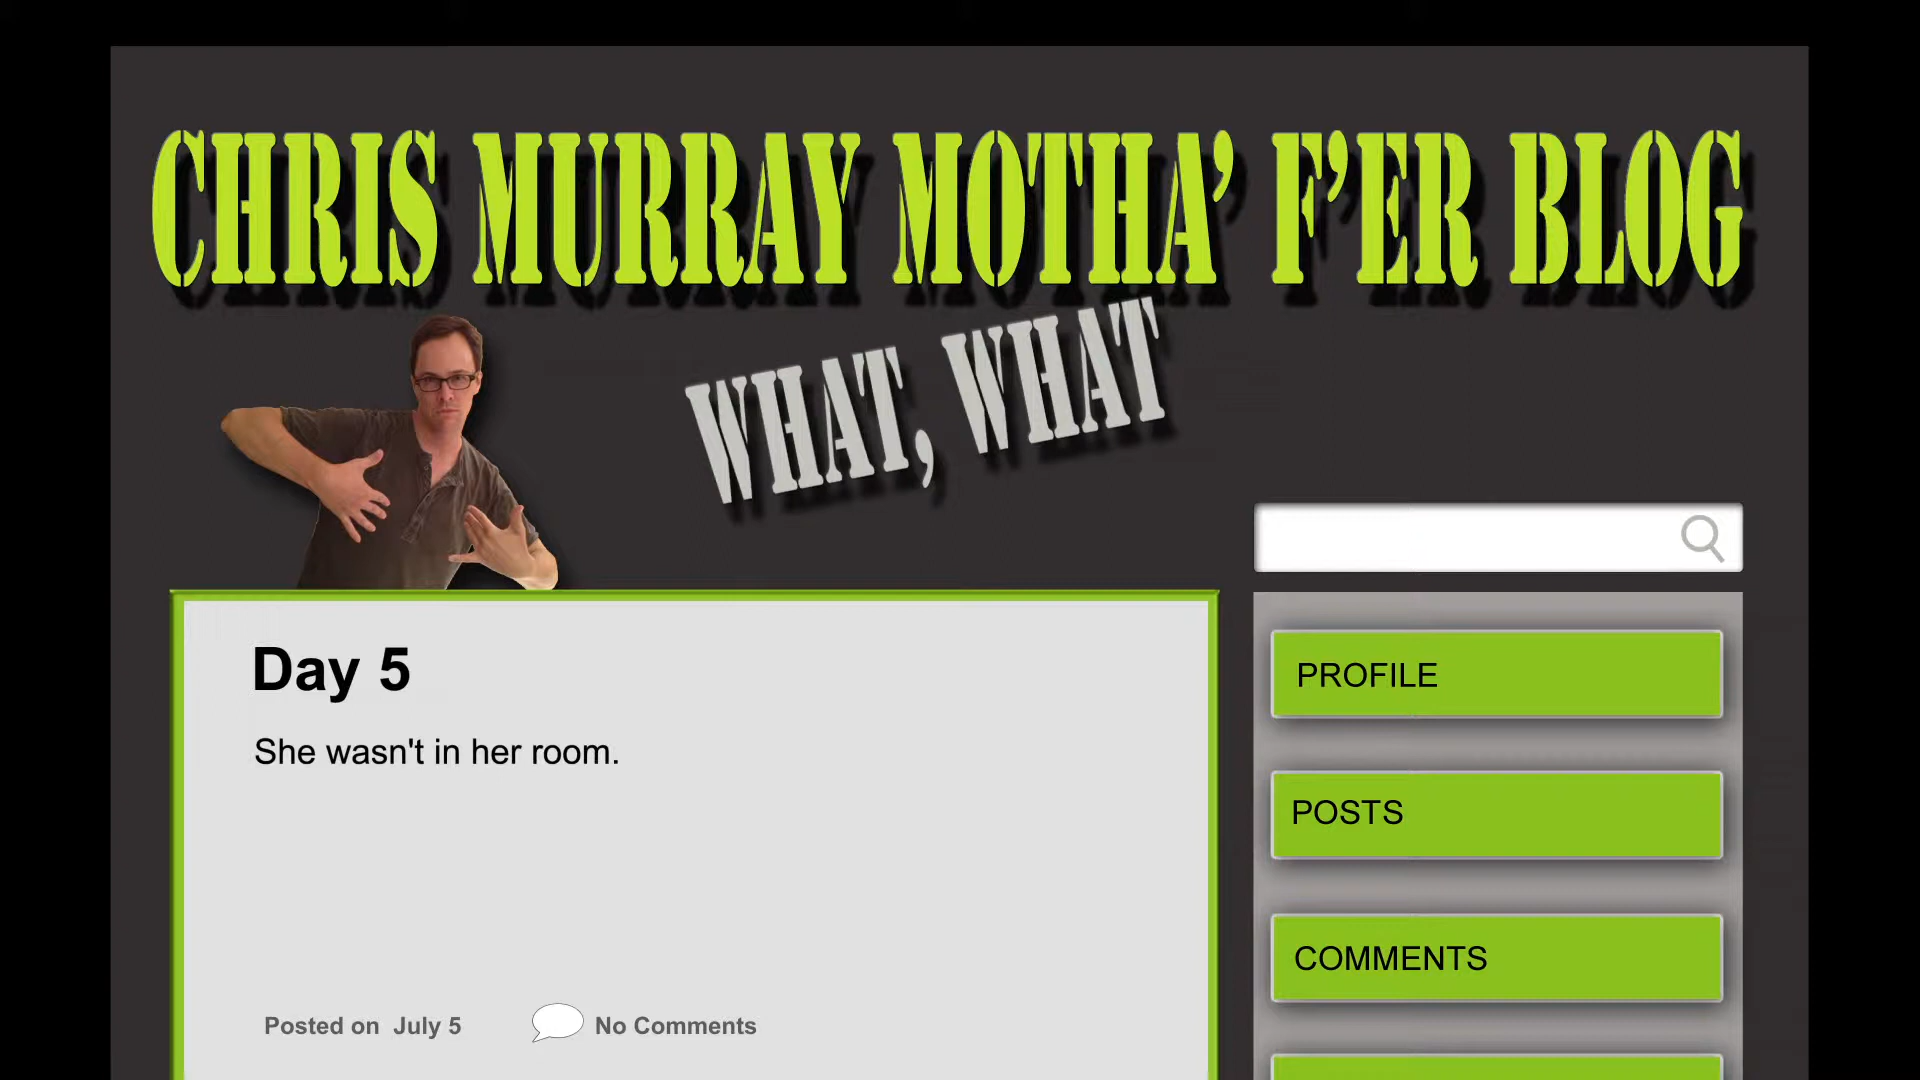 CHRIS MURRAY MOTHA' F'ER BLOG
WHAT, WHAT
Day 5
She wasn't in her room.
Posted on July 5
No Comments
PROFILE
POSTS
COMMENTS